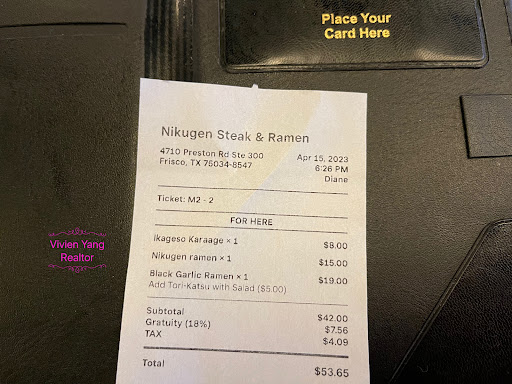 Place Your
Card Here
Nikugen Steak & Ramen
4710 Preston Rd Ste 300
Frisco, TX 75034-8547
Apr 15, 2023
6:26 PM
Diane
Ticket: M2 - 2
FOR HERE
Ikageso Karaage × 1 $8.00
Nikugen ramen × 1 $15.00
Black Garlic Ramen × 1 $19.00
Add Tori-Katsu with Salad ($5.00)
Subtotal $42.00
Gratuity (18%) $7.56
TAX $4.09
Total $53.65
Vivien Yang
Realtor